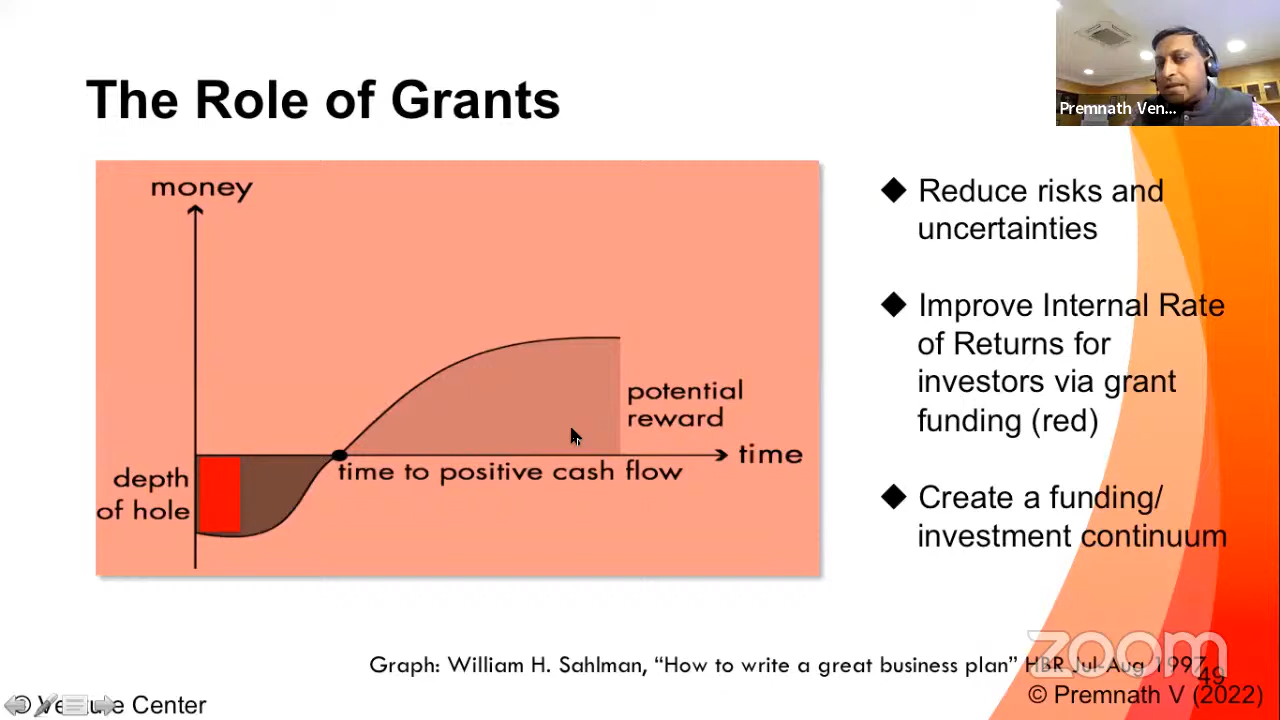 The Role of Grants
Premnath Ven...
money
potential
reward
time
time to positive cash flow
depth
of hole
◆ Reduce risks and
uncertainties
◆ Improve Internal Rate
of Returns for
investors via grant
funding (red)
◆ Create a funding/
investment continuum
zoom
Graph: William H. Sahlman, “How to write a great business plan” HBR Jul-Aug 1997
49
© Premnath V (2022)
© Venture Center